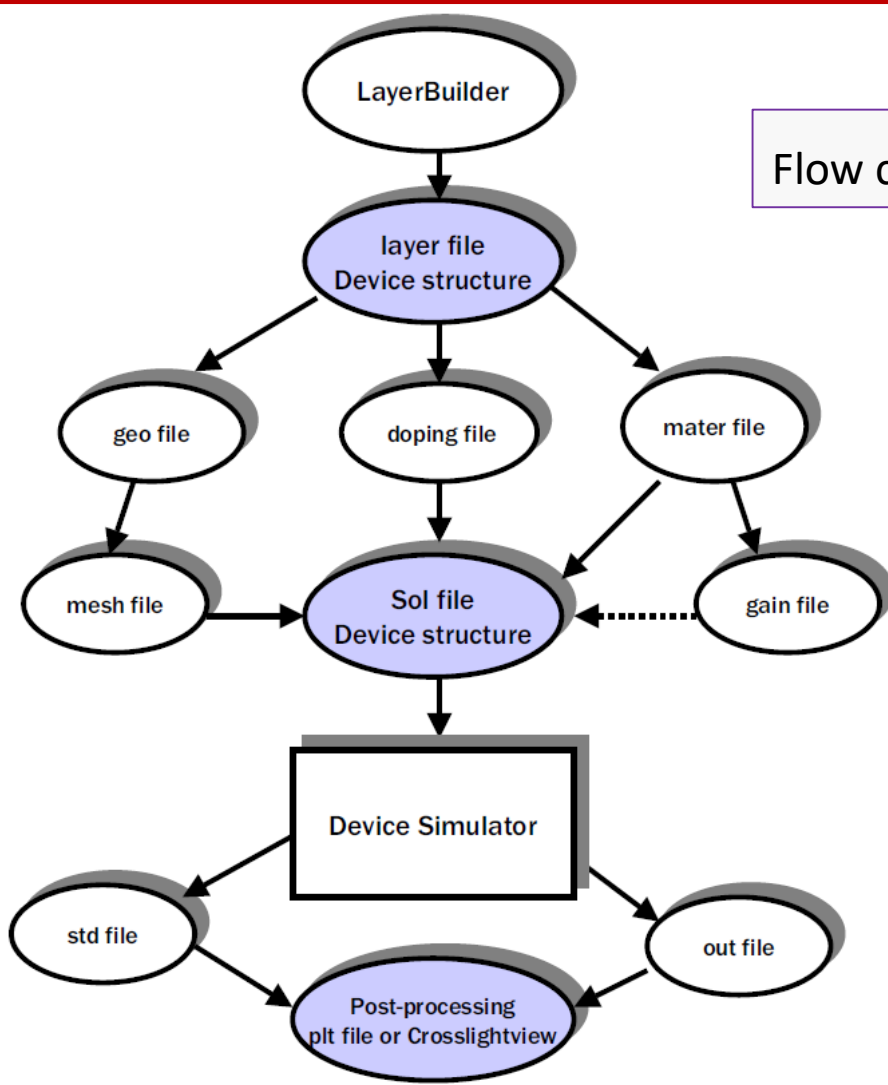 LayerBuilder
Flow
layer file
Device structure
geo file
doping file
mater file
mesh file
Sol file
Device structure
gain file
Device Simulator
std file
out file
Post-processing
plt file or Crosslightview